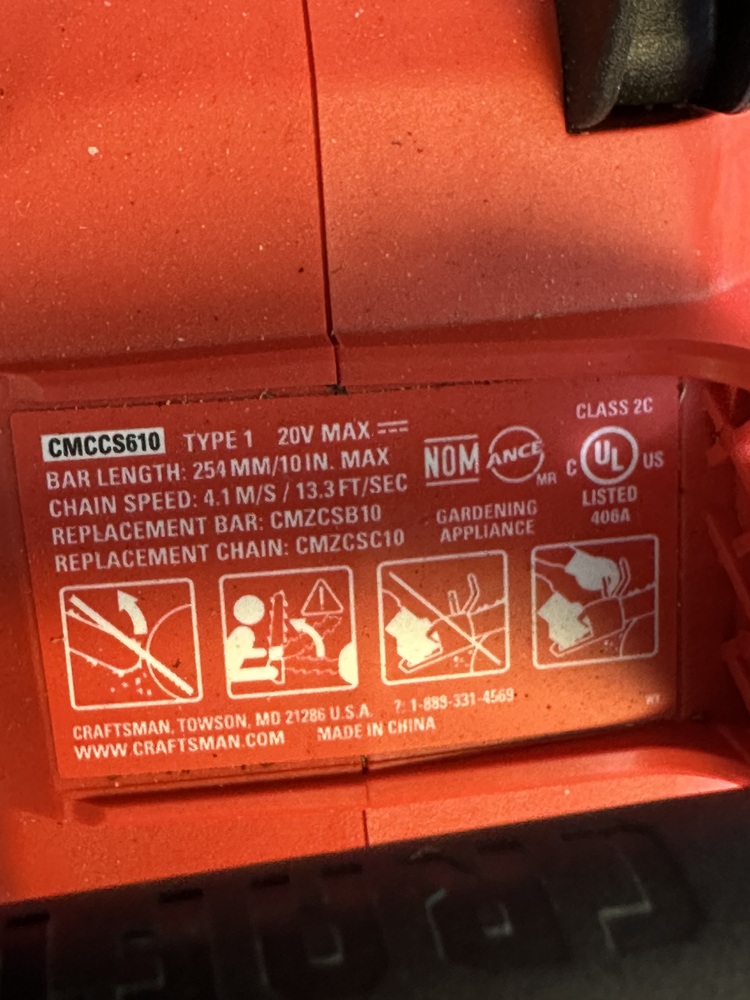 CMCCS610 TYPE 1 20V MAX
BAR LENGTH: 254 MM/10 IN. MAX
CHAIN SPEED: 4.1 M/S / 13.3 FT/SEC
REPLACEMENT BAR: CMZCSB10
REPLACEMENT CHAIN: CMZCSC10
NOM ANCE MR
GARDENING
APPLIANCE
CLASS 2C
C UL US
LISTED
406A
CRAFTSMAN, TOWSON, MD 21286 U.S.A. ?: 1-889-331-4569
WWW.CRAFTSMAN.COM MADE IN CHINA